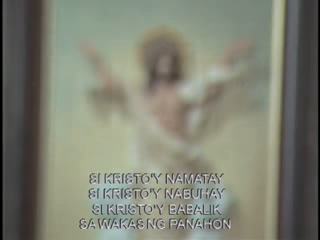 SI KRISTO'Y NAMATAY
SI KRISTO'Y NABUHAY
SI KRISTO'Y BABALIK
SA WAKAS NG PANAHON